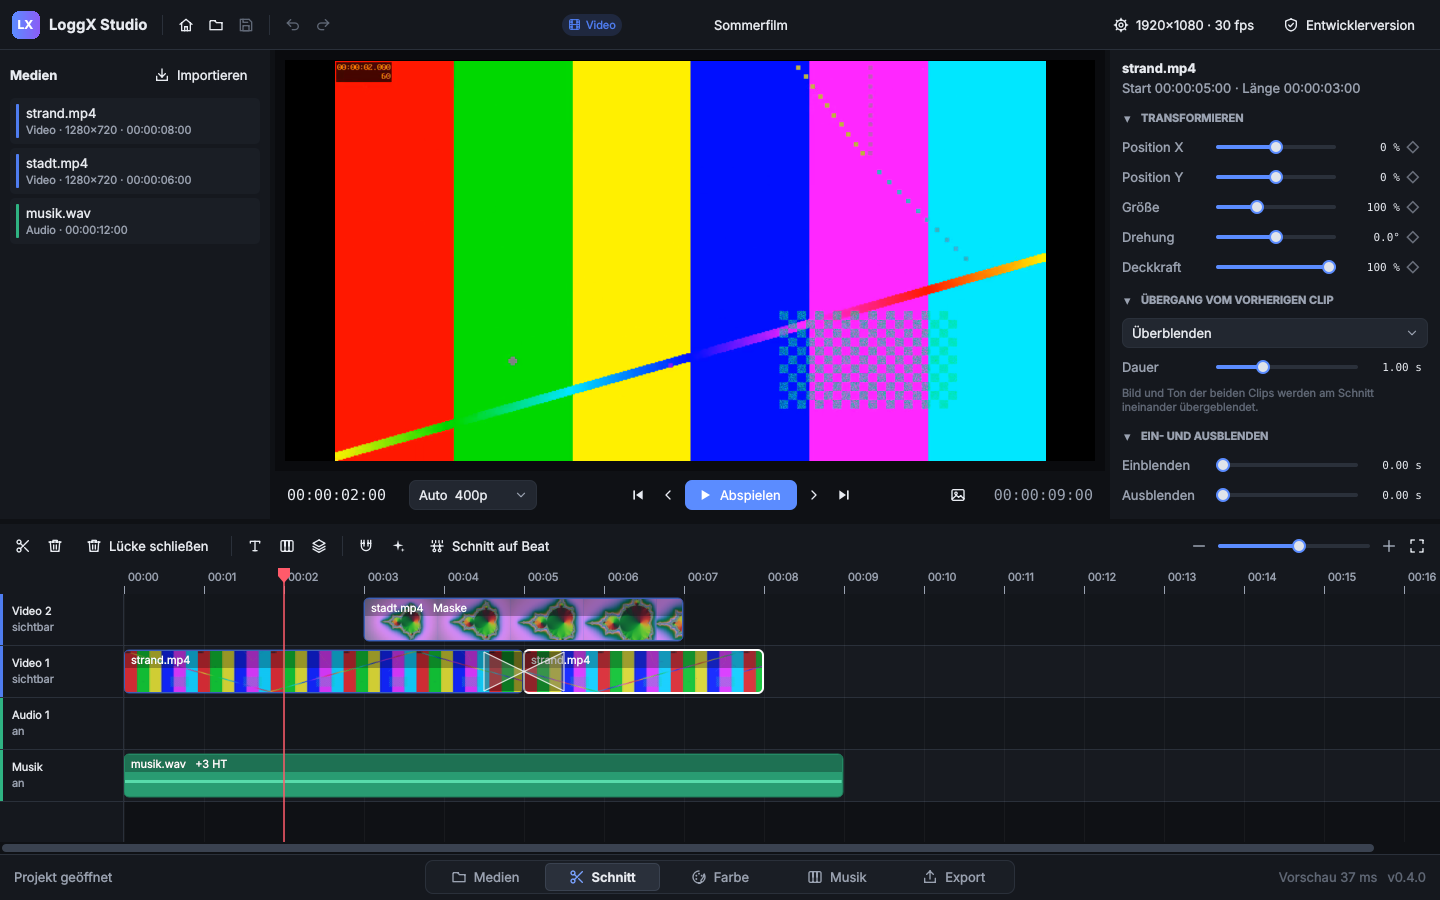 LX LoggX Studio
Video
Sommerfilm
1920×1080 · 30 fps
Entwicklerversion
Medien
Importieren
strand.mp4
Video · 1280×720 · 00:00:08:00
stadt.mp4
Video · 1280×720 · 00:00:06:00
musik.wav
Audio · 00:00:12:00
00:00:02.000
60
00:00:02:00
Auto 400p
Abspielen
00:00:09:00
strand.mp4
Start 00:00:05:00 · Länge 00:00:03:00
TRANSFORMIEREN
Position X 0 %
Position Y 0 %
Größe 100 %
Drehung 0.0°
Deckkraft 100 %
ÜBERGANG VOM VORHERIGEN CLIP
Überblenden
Dauer 1.00 s
Bild und Ton der beiden Clips werden am Schnitt
ineinander übergeblendet.
EIN- UND AUSBLENDEN
Einblenden 0.00 s
Ausblenden 0.00 s
Lücke schließen
Schnitt auf Beat
00:00 00:01 00:02 00:03 00:04 00:05 00:06 00:07 00:08 00:09 00:10 00:11 00:12 00:13 00:14 00:15 00:16
Video 2
sichtbar
stadt.mp4 Maske
Video 1
sichtbar
strand.mp4
strand.mp4
Audio 1
an
Musik
an
musik.wav +3 HT
Projekt geöffnet
Medien
Schnitt
Farbe
Musik
Export
Vorschau 37 ms v0.4.0